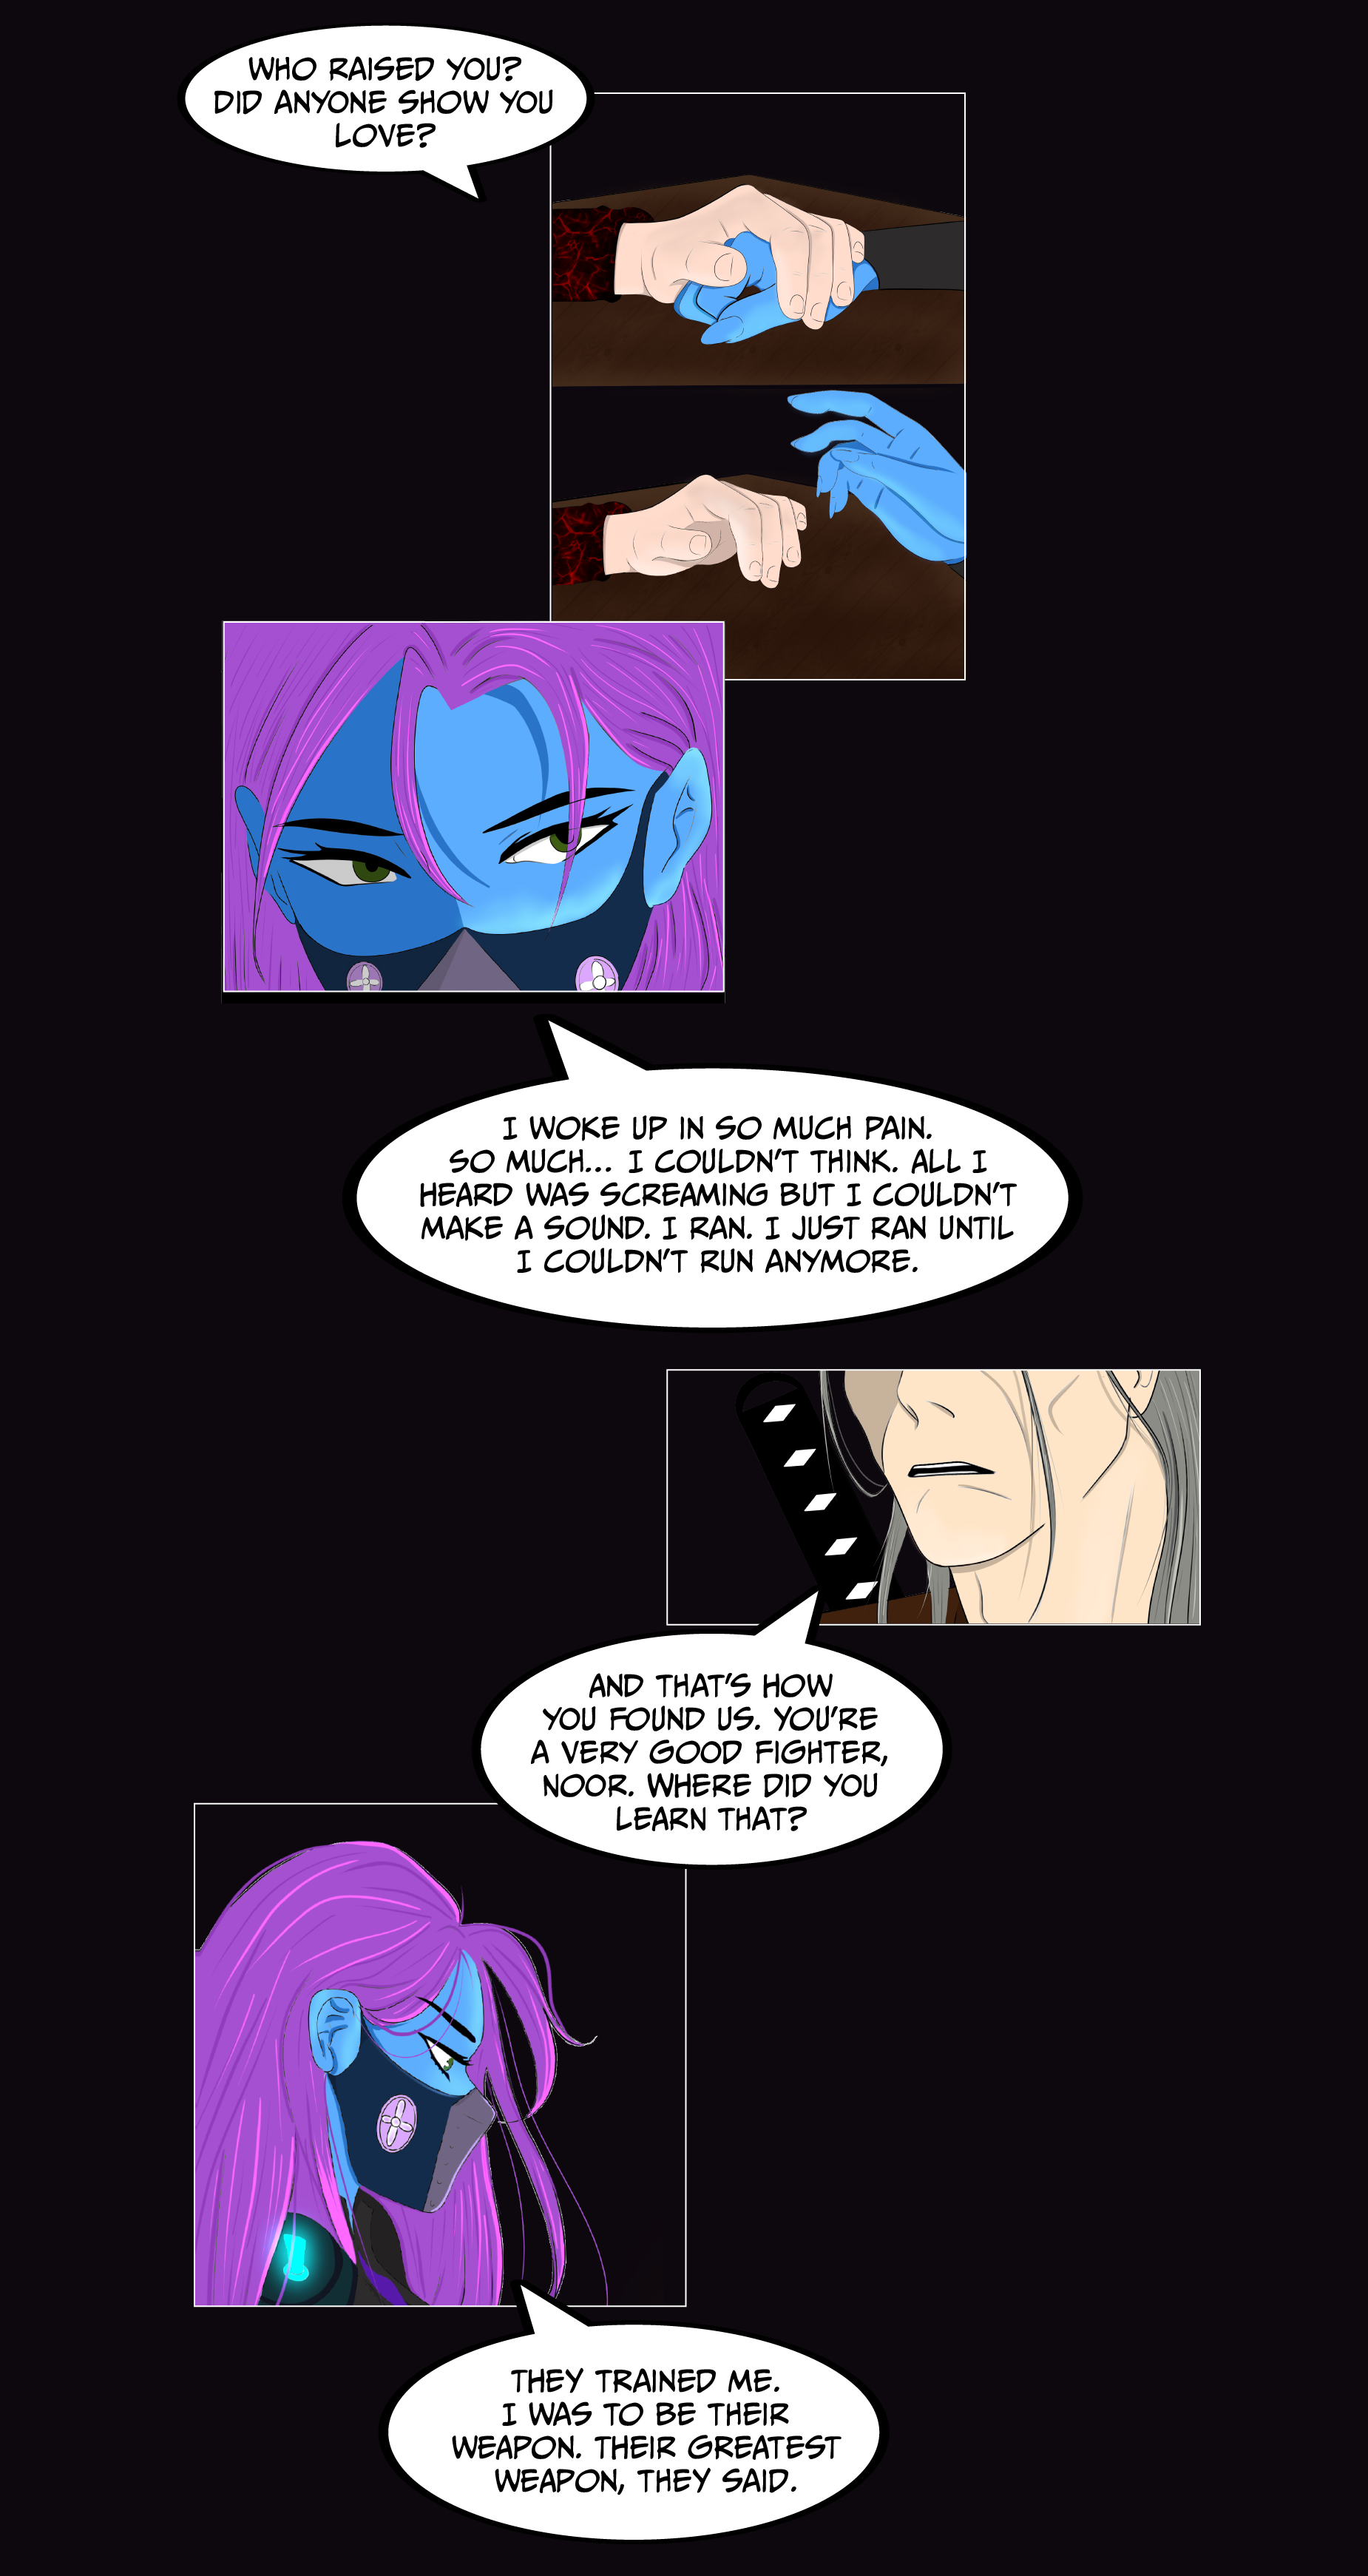 WHO RAISED YOU?
DID ANYONE SHOW YOU
LOVE?
I WOKE UP IN SO MUCH PAIN.
SO MUCH... I COULDN'T THINK. ALL I
HEARD WAS SCREAMING BUT I COULDN'T
MAKE A SOUND. I RAN. I JUST RAN UNTIL
I COULDN'T RUN ANYMORE.
AND THAT'S HOW
YOU FOUND US. YOU'RE
A VERY GOOD FIGHTER,
NOOR. WHERE DID YOU
LEARN THAT?
THEY TRAINED ME.
I WAS TO BE THEIR
WEAPON. THEIR GREATEST
WEAPON, THEY SAID.